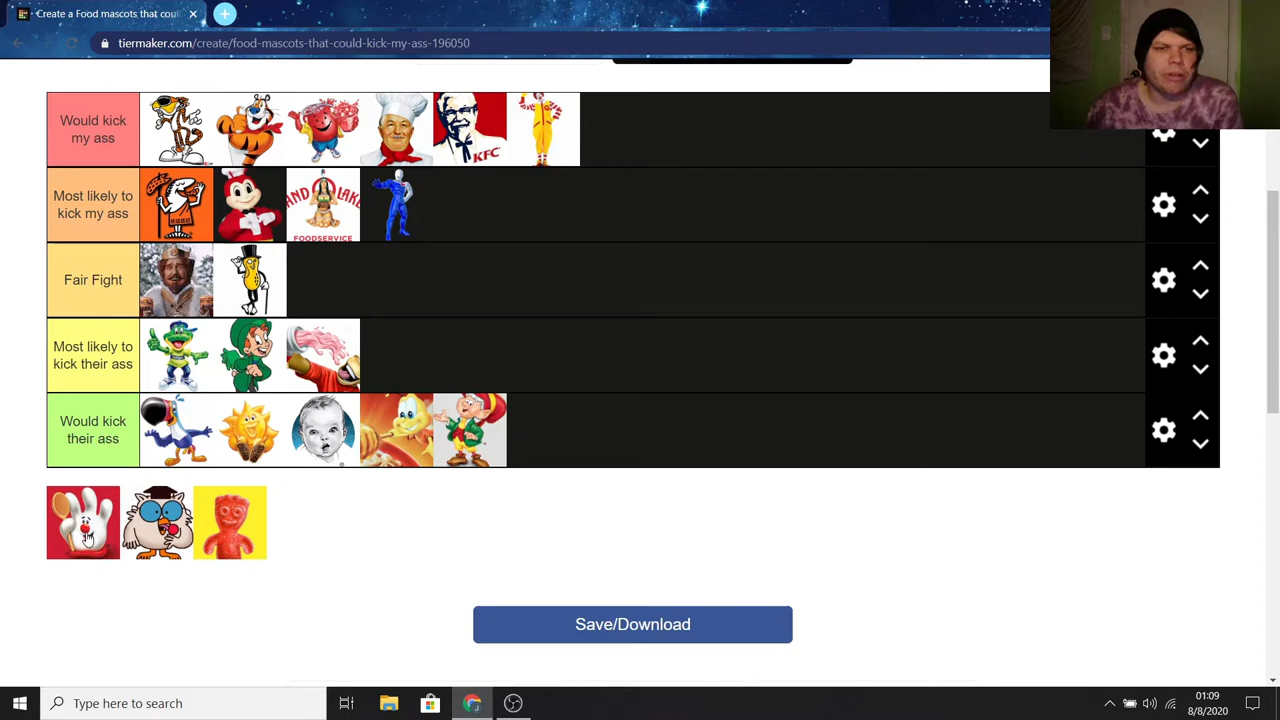 Create a Food mascots that coul
tiermaker.com/create/food-mascots-that-could-kick-my-ass-196050
Would kick
my ass
KFC
Most likely to
kick my ass
AND LAKE
FOODSERVICE
Fair Fight
Most likely to
kick their ass
Would kick
their ass
Save/Download
Type here to search
01:09
8/8/2020